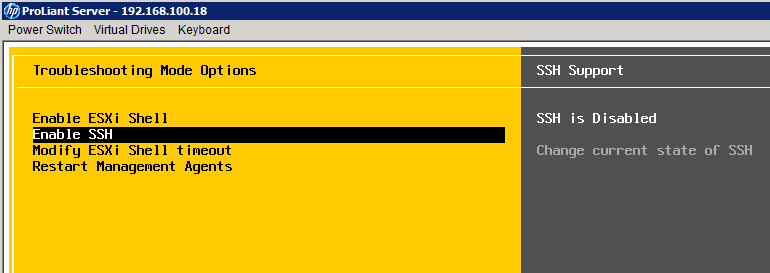 hp ProLiant Server - 192.168.100.18
Power Switch Virtual Drives Keyboard
Troubleshooting Mode Options
SSH Support
Enable ESXi Shell
SSH is Disabled
Enable SSH
Modify ESXi Shell timeout
Change current state of SSH
Restart Management Agents